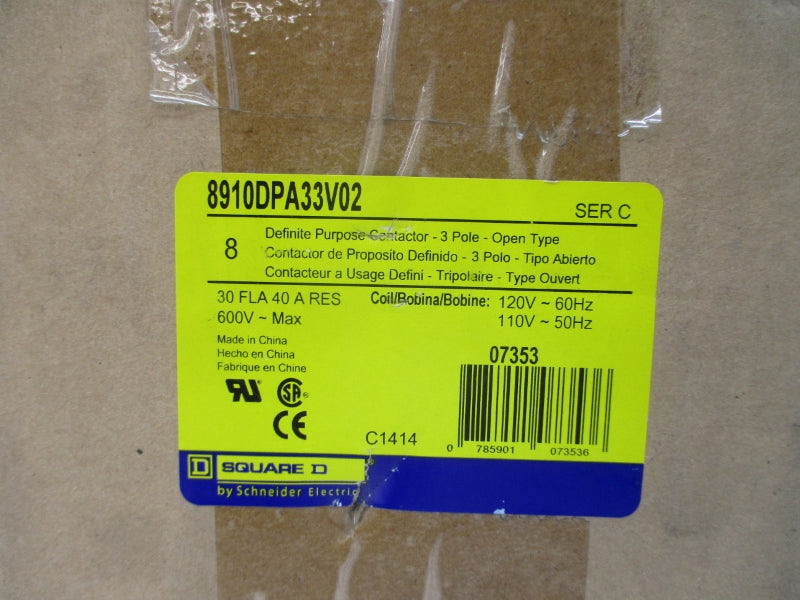 8910DPA33V02
SER C
8
Definite Purpose Contactor - 3 Pole - Open Type
Contactor de Proposito Definido - 3 Polo - Tipo Abierto
Contacteur a Usage Defini - Tripolaire - Type Ouvert
30 FLA 40 A RES
600V ~ Max
Coil/Bobina/Bobine: 120V ~ 60Hz
110V ~ 50Hz
Made in China
Hecho en China
Fabrique en Chine
07353
RU
SA
CE
C1414
0 785901 073536
D SQUARE D
by Schneider Electric